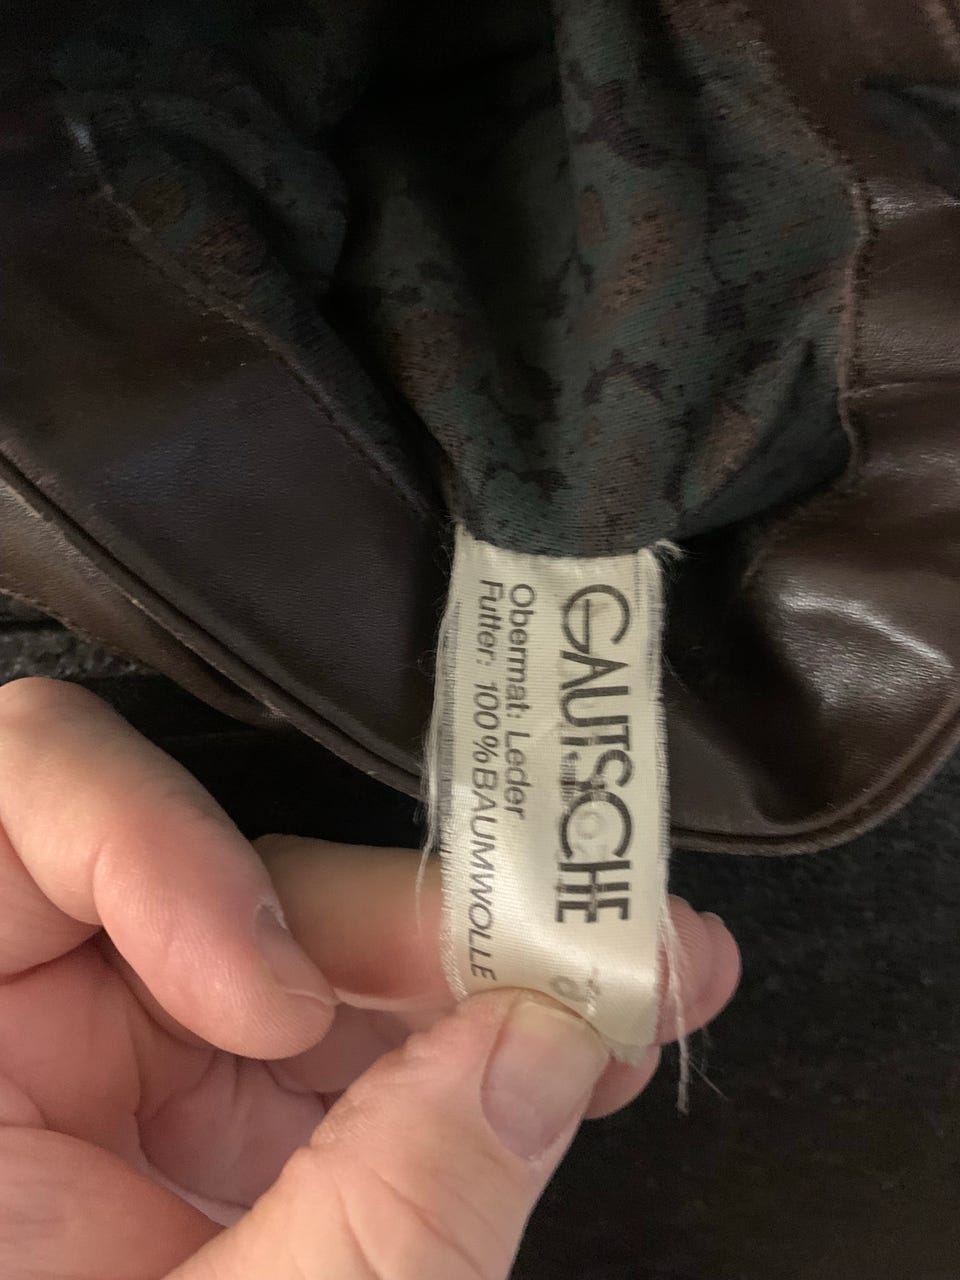 GAUTSCHE
Obermat: Leder
Futter: 100%BAUMWOLLE